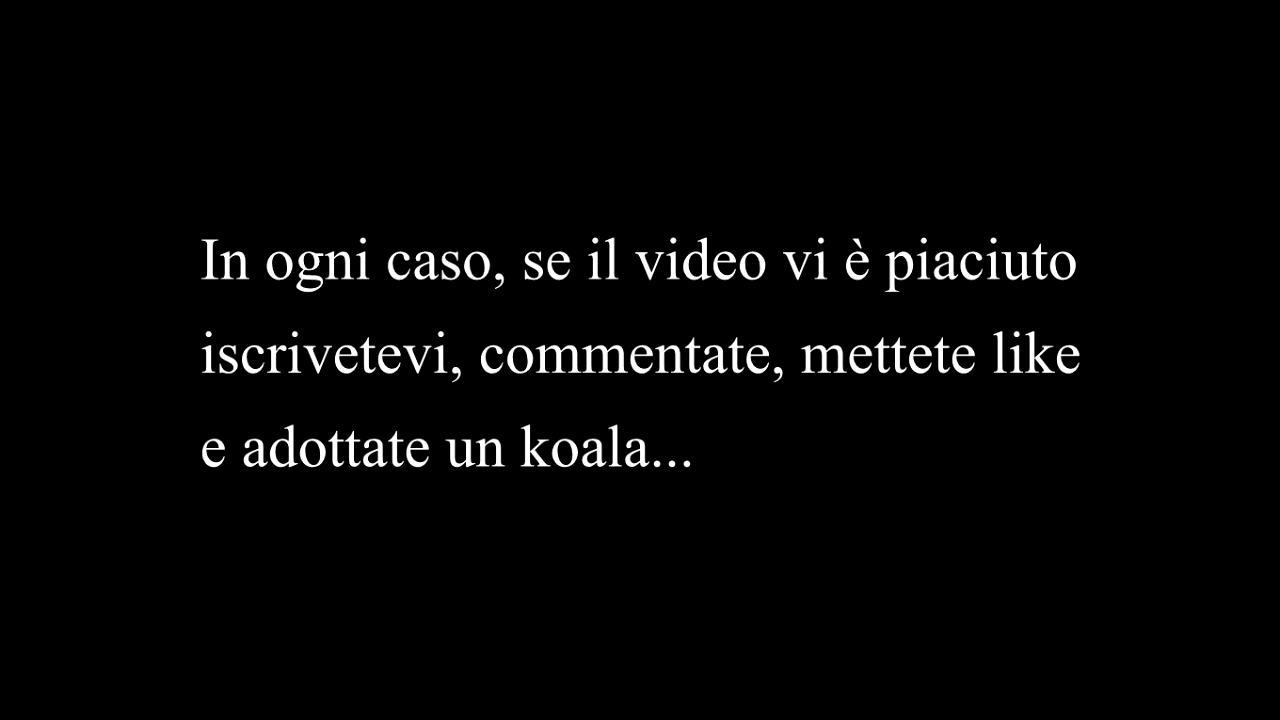 In ogni caso, se il video vi è piaciuto
iscrivetevi, commentate, mettete like
e adottate un koala...